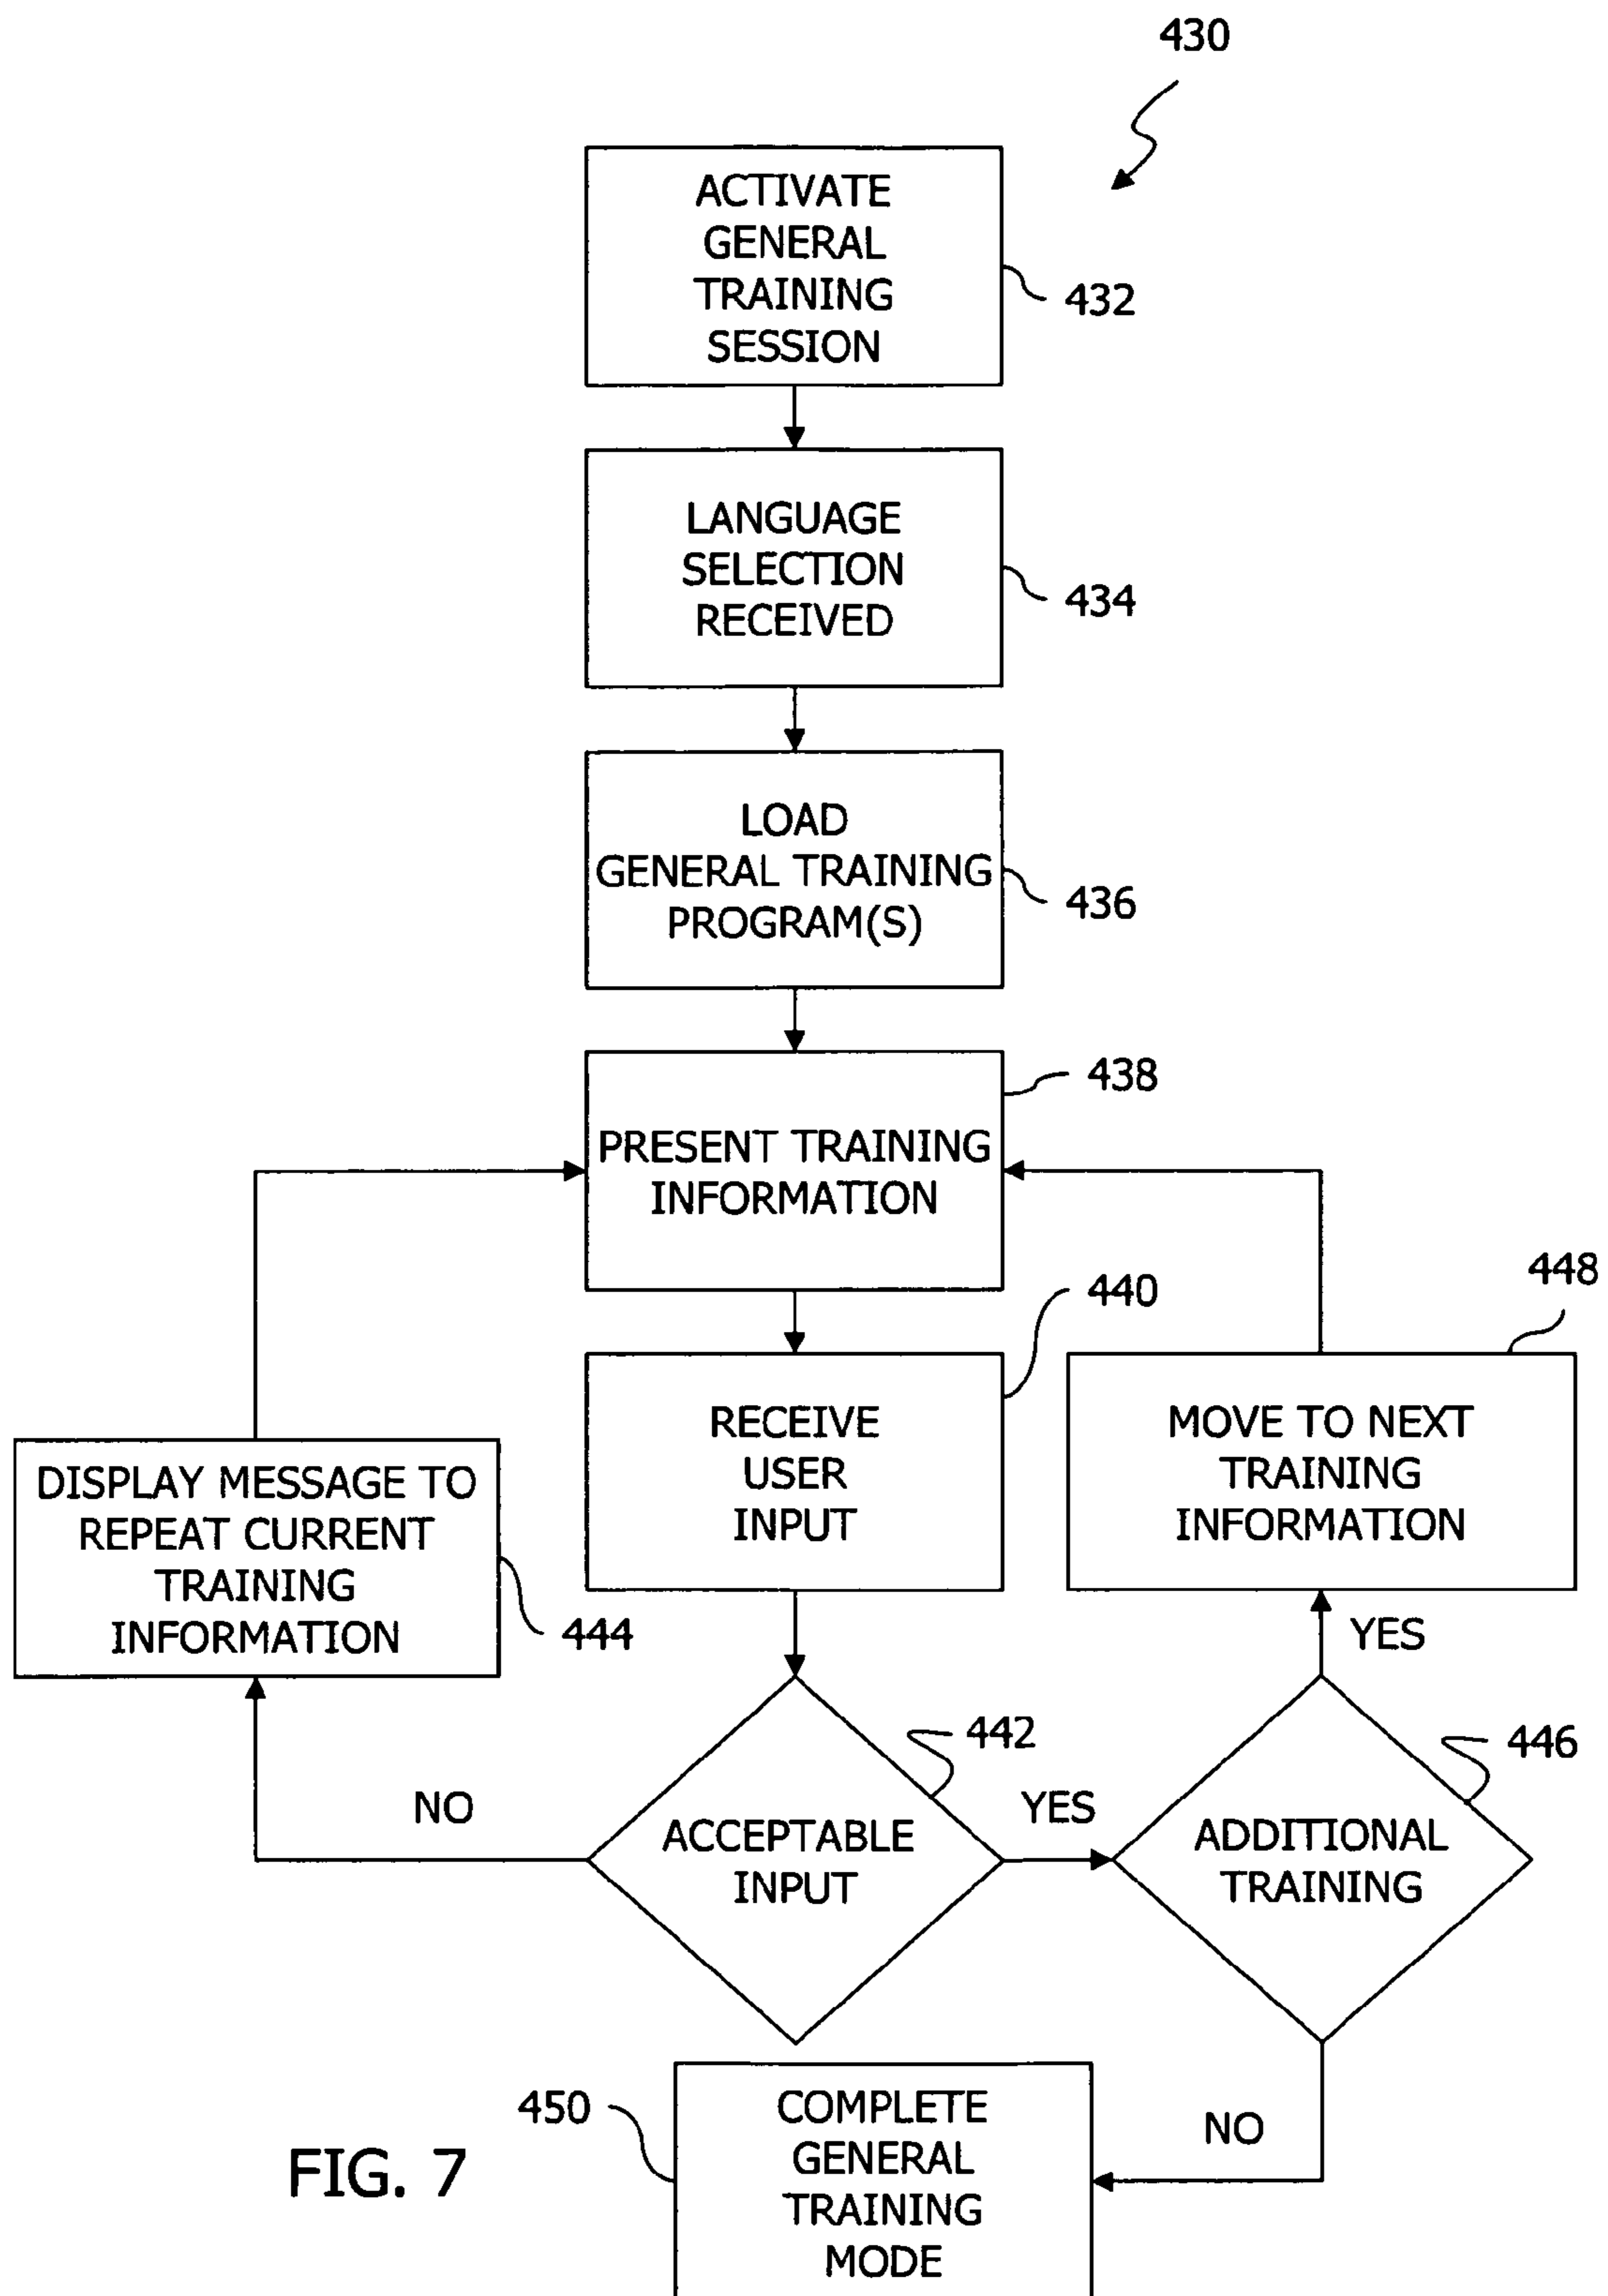 430
ACTIVATE
GENERAL
TRAINING
SESSION
432
LANGUAGE
SELECTION
RECEIVED
434
LOAD
GENERAL TRAINING
PROGRAM(S)
436
438
PRESENT TRAINING
INFORMATION
440
448
RECEIVE
USER
INPUT
MOVE TO NEXT
TRAINING
INFORMATION
DISPLAY MESSAGE TO
REPEAT CURRENT
TRAINING
INFORMATION
444
YES
442
446
NO
YES
ACCEPTABLE
INPUT
ADDITIONAL
TRAINING
450
COMPLETE
GENERAL
TRAINING
MODE
NO
FIG. 7